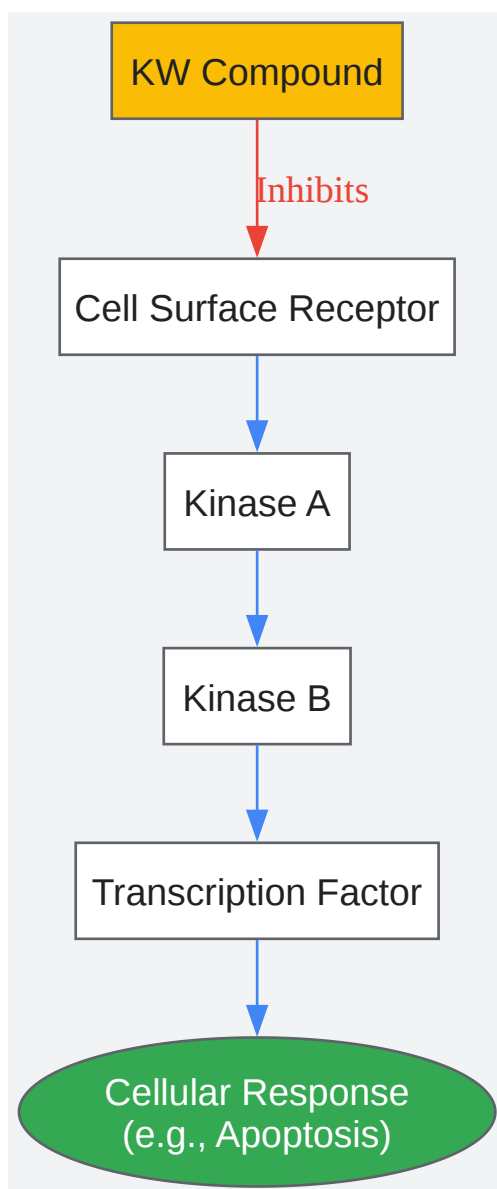 KW Compound
Inhibits
Cell Surface Receptor
Kinase A
Kinase B
Transcription Factor
Cellular Response
(e.g., Apoptosis)